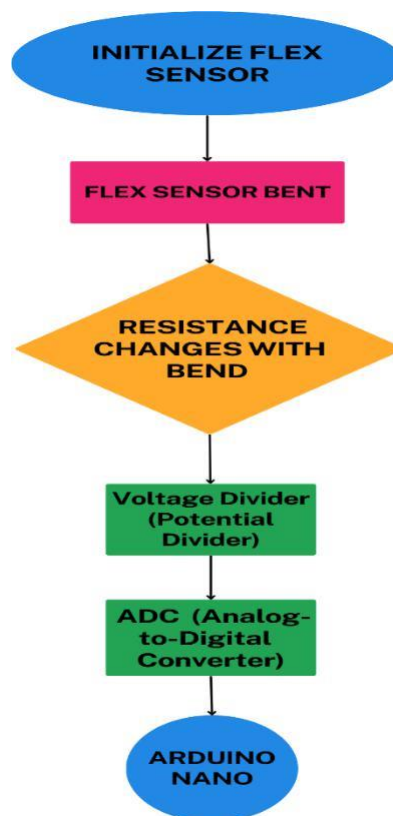 INITIALIZE FLEX
SENSOR
FLEX SENSOR BENT
RESISTANCE
CHANGES WITH
BEND
Voltage Divider
(Potential
Divider)
ADC (Analog-
to-Digital
Converter)
ARDUINO
NANO